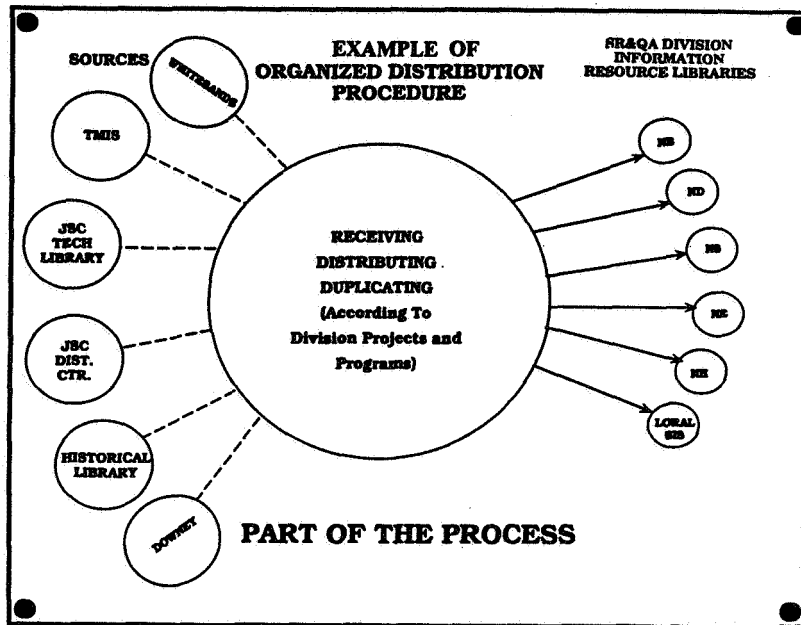 SOURCES
WHITESANDS
TMIS
JSC
TECH
LIBRARY
JSC
DIST.
CTR.
HISTORICAL
LIBRARY
DOWNEY
EXAMPLE OF
ORGANIZED DISTRIBUTION
PROCEDURE
RECEIVING
DISTRIBUTING
DUPLICATING
(According To
Division Projects and
Programs)
SR&QA DIVISION
INFORMATION
RESOURCE LIBRARIES
ND
LORAL
PART OF THE PROCESS